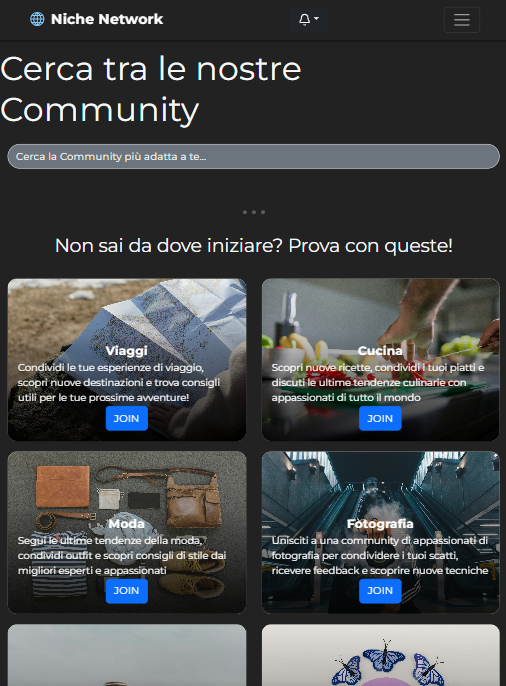 Niche Network
Cerca tra le nostre
Community
Cerca la Community più adatta a te...
Non sai da dove iniziare? Prova con queste!
Viaggi
Condividi le tue esperienze di viaggio,
scopri nuove destinazioni e trova consigli
utili per le tue prossime avventure!
JOIN
Cucina
Scopri nuove ricette, condividi i tuoi piatti e
discuti le ultime tendenze culinarie con
appassionati di tutto il mondo
JOIN
Moda
Segui le ultime tendenze della moda,
condividi outfit e scopri consigli di stile dai
migliori esperti e appassionati
JOIN
Fotografia
Unisciti a una community di appassionati di
fotografia per condividere i tuoi scatti,
ricevere feedback e scoprire nuove tecniche
JOIN